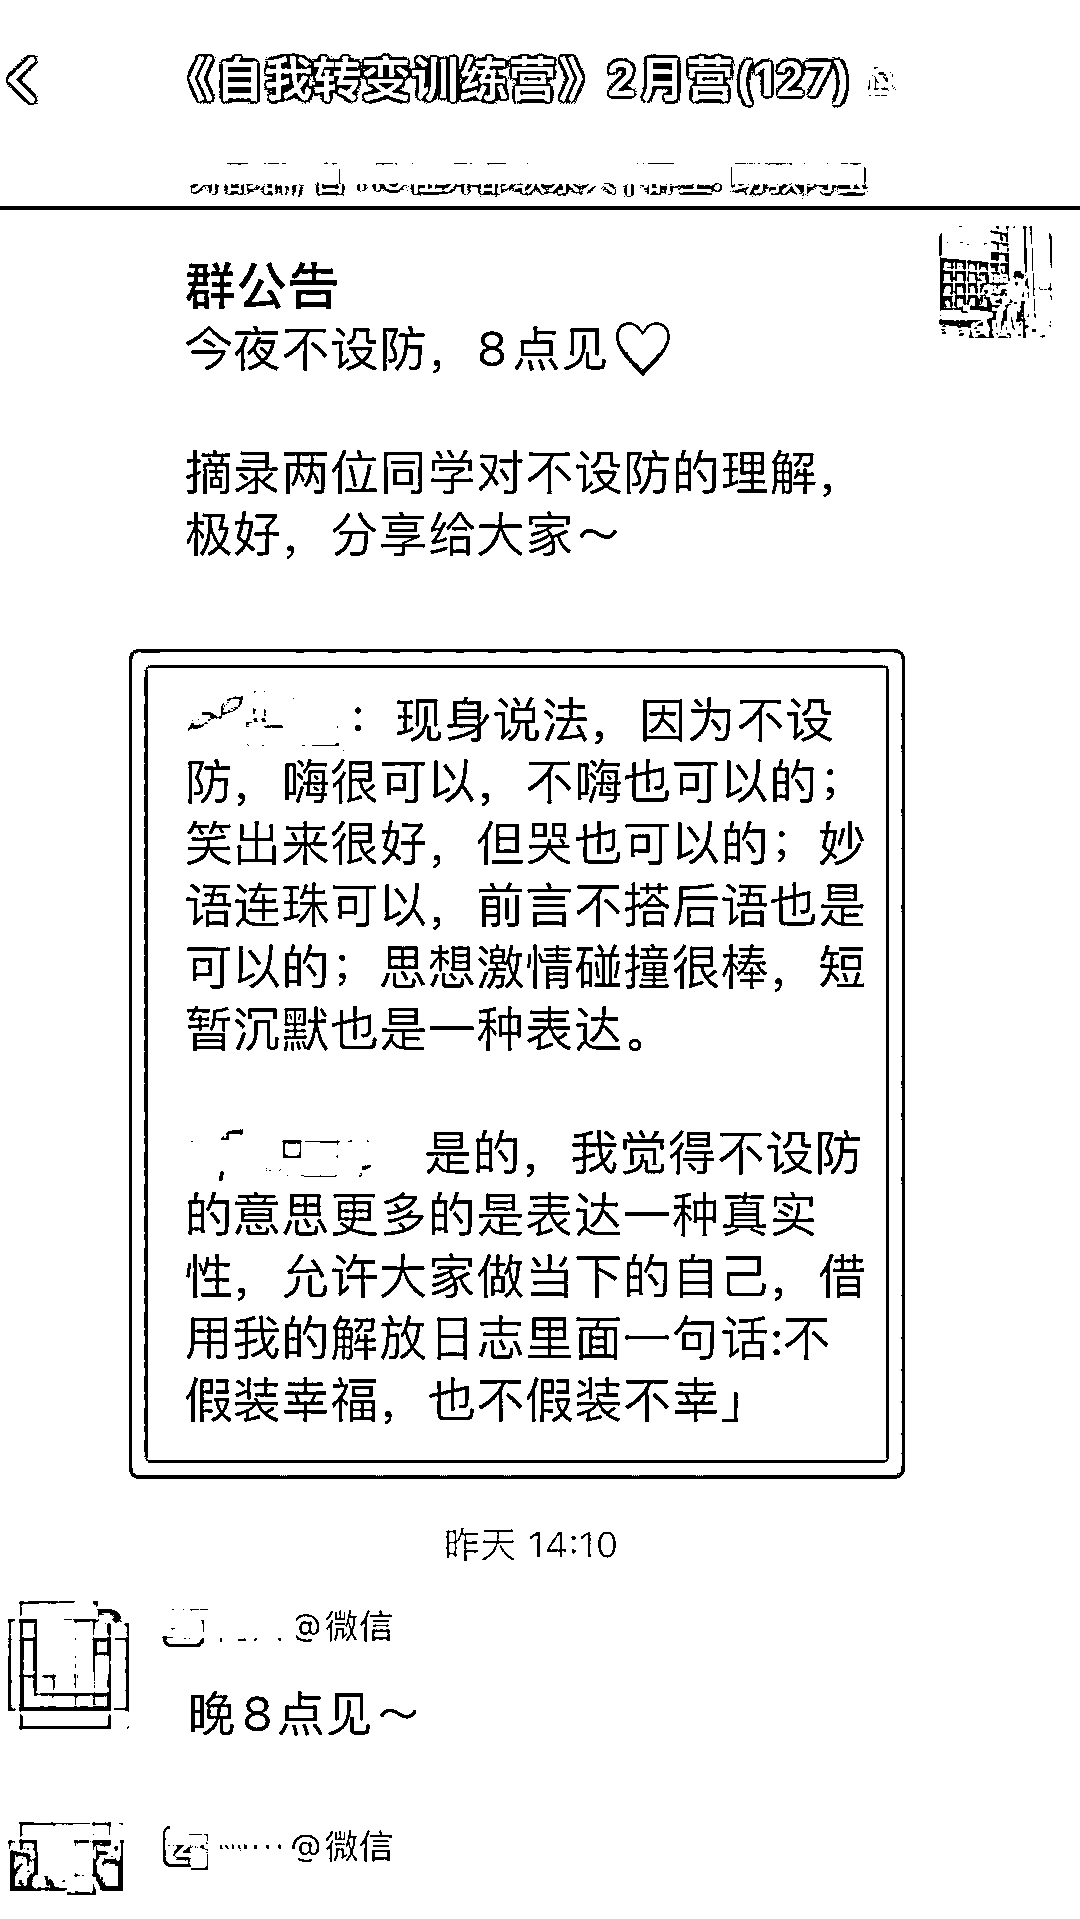 《自我转变训练营》2月营(127)
群公告
今夜不设防，8点见♡
摘录两位同学对不设防的理解，
极好，分享给大家～
：现身说法，因为不设
防，嗨很可以，不嗨也可以的；
笑出来很好，但哭也可以的；妙
语连珠可以，前言不搭后语也是
可以的；思想激情碰撞很棒，短
暂沉默也是一种表达。
是的，我觉得不设防
的意思更多的是表达一种真实
性，允许大家做当下的自己，借
用我的解放日志里面一句话:不
假装幸福，也不假装不幸」
昨天 14:10
@微信
晚8点见～
@微信